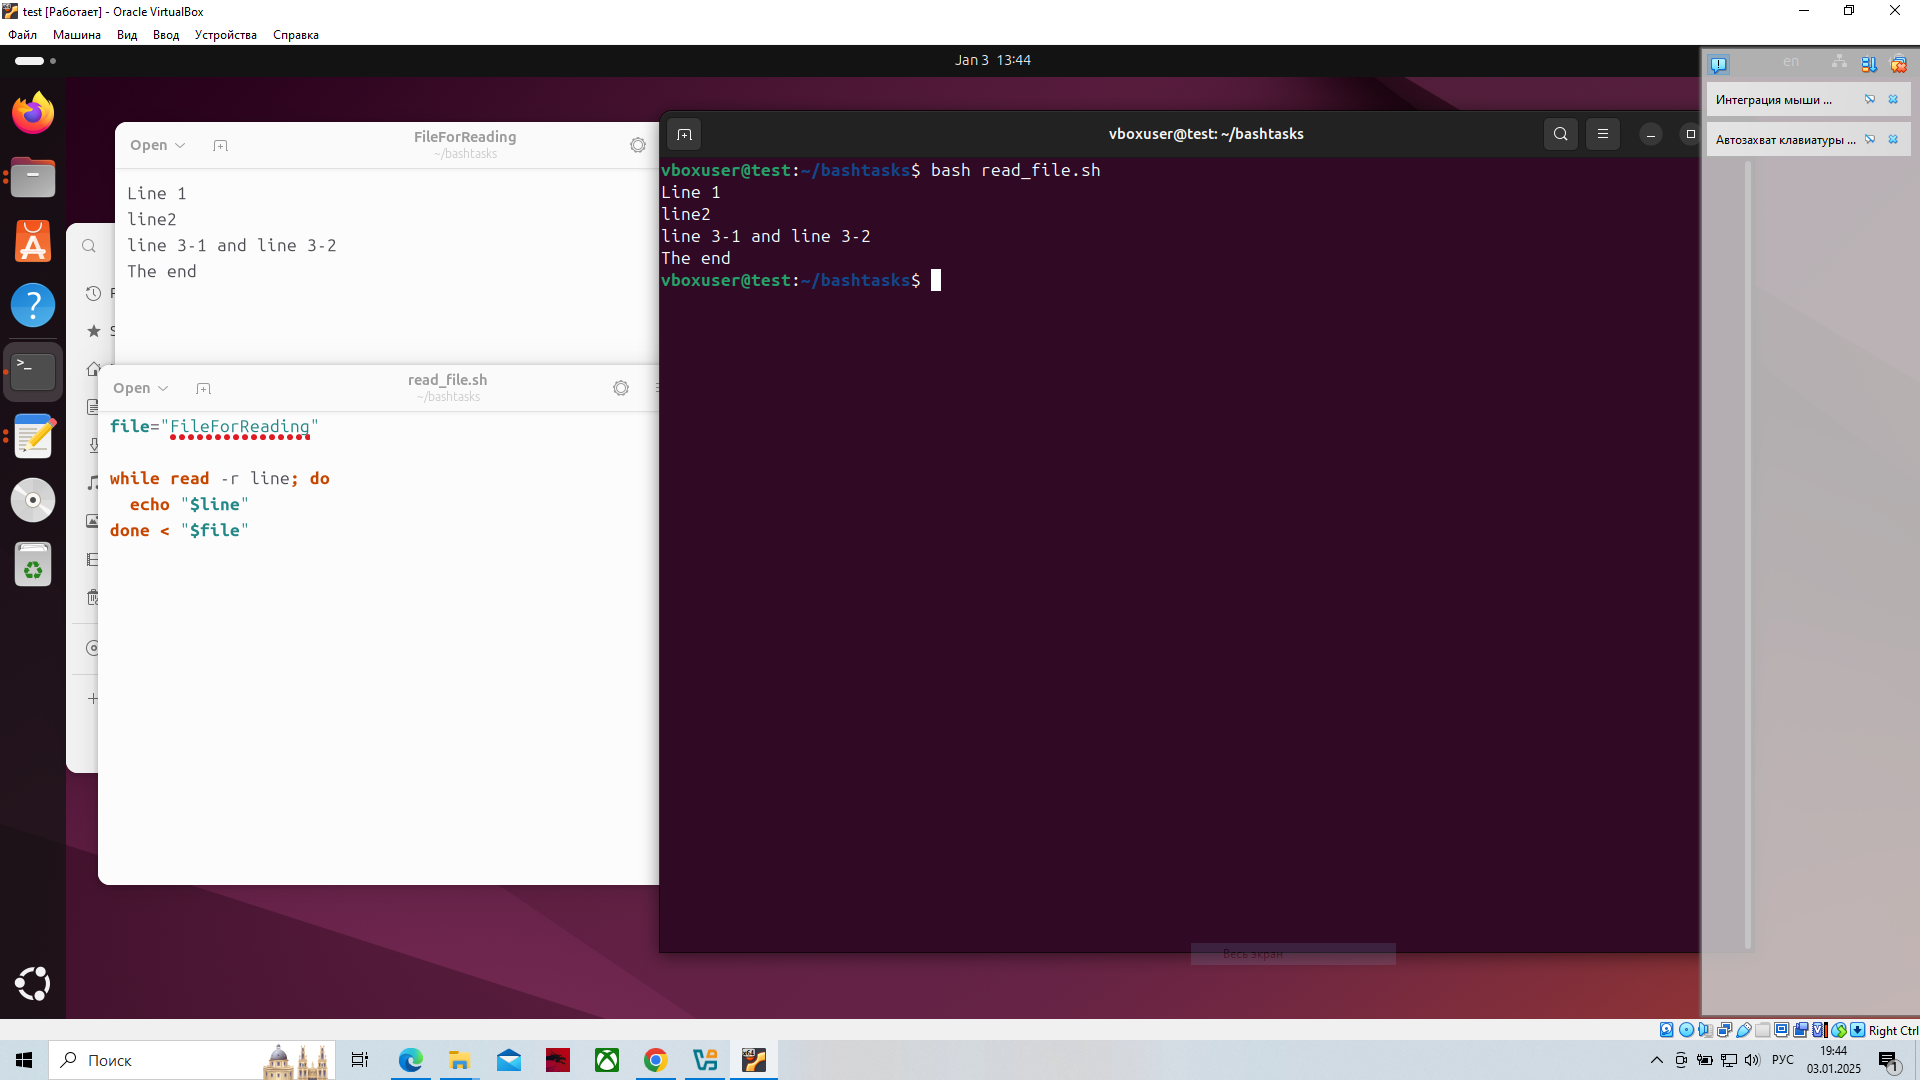 test [Работает] - Oracle VirtualBox
Файл Машина Вид Ввод Устройства Справка
Jan 3 13:44
en
Интеграция мыши ...
Автозахват клавиатуры ...
Open
FileForReading
~/bashtasks
Line 1
line2
line 3-1 and line 3-2
The end
Open
read_file.sh
~/bashtasks
file="FileForReading"
while read -r line; do
echo "$line"
done < "$file"
vboxuser@test: ~/bashtasks
vboxuser@test:~/bashtasks$ bash read_file.sh
Line 1
line2
line 3-1 and line 3-2
The end
vboxuser@test:~/bashtasks$
Весь экран
Right Ctrl
Поиск
РУС
19:44
03.01.2025
1